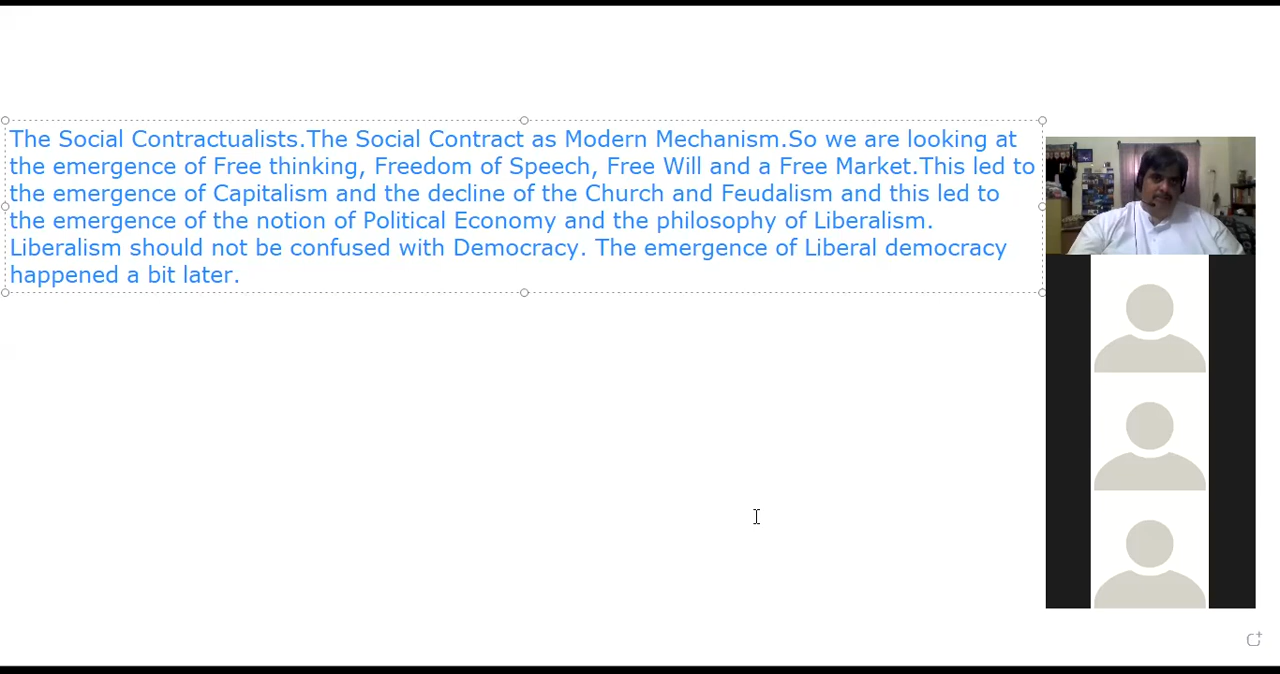 The Social Contractualists.The Social Contract as Modern Mechanism.So we are looking at
the emergence of Free thinking, Freedom of Speech, Free Will and a Free Market.This led to
the emergence of Capitalism and the decline of the Church and Feudalism and this led to
the emergence of the notion of Political Economy and the philosophy of Liberalism.
Liberalism should not be confused with Democracy. The emergence of Liberal democracy
happened a bit later.